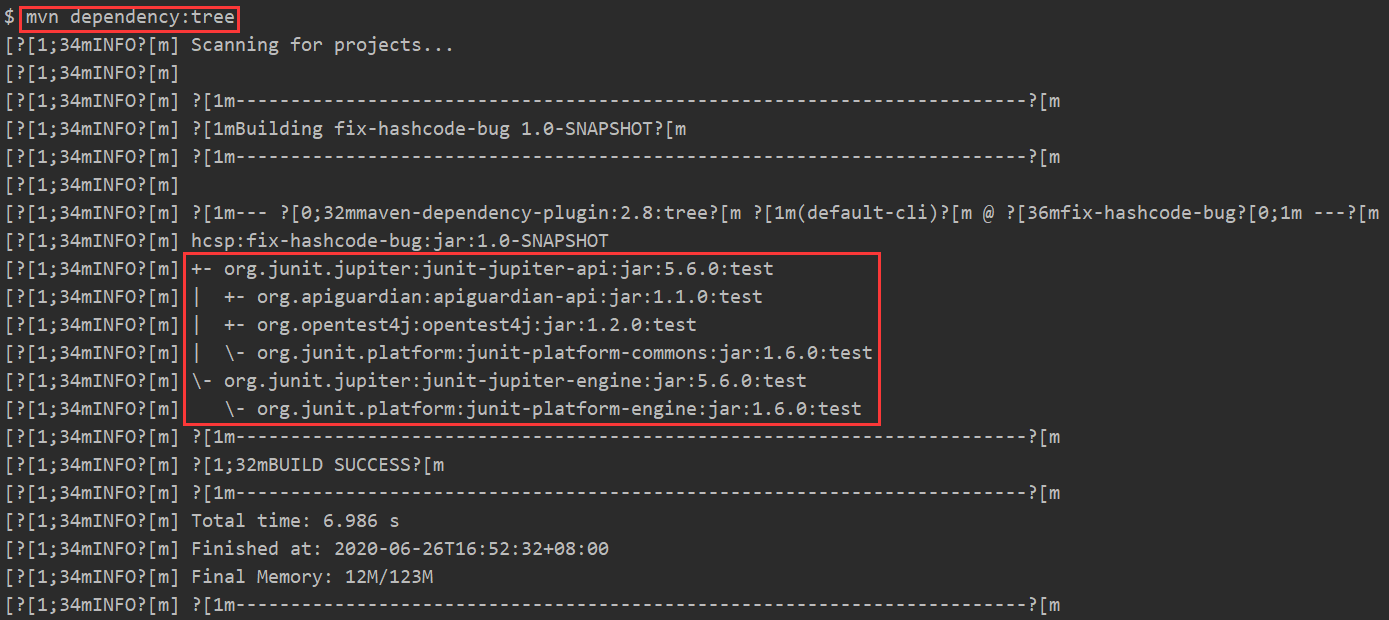 $ mvn dependency:tree
[?[1;34mINFO?[m] Scanning for projects...
[?[1;34mINFO?[m]
[?[1;34mINFO?[m] ?[1m------------------------------------------------------------------------?[m
[?[1;34mINFO?[m] ?[1mBuilding fix-hashcode-bug 1.0-SNAPSHOT?[m
[?[1;34mINFO?[m] ?[1m------------------------------------------------------------------------?[m
[?[1;34mINFO?[m]
[?[1;34mINFO?[m] ?[1m--- ?[0;32mmaven-dependency-plugin:2.8:tree?[m ?[1m(default-cli)?[m @ ?[36mfix-hashcode-bug?[0;1m ---?[m
[?[1;34mINFO?[m] hcsp:fix-hashcode-bug:jar:1.0-SNAPSHOT
[?[1;34mINFO?[m] +- org.junit.jupiter:junit-jupiter-api:jar:5.6.0:test
[?[1;34mINFO?[m] |  +- org.apiguardian:apiguardian-api:jar:1.1.0:test
[?[1;34mINFO?[m] |  +- org.opentest4j:opentest4j:jar:1.2.0:test
[?[1;34mINFO?[m] |  \- org.junit.platform:junit-platform-commons:jar:1.6.0:test
[?[1;34mINFO?[m] \- org.junit.jupiter:junit-jupiter-engine:jar:5.6.0:test
[?[1;34mINFO?[m]    \- org.junit.platform:junit-platform-engine:jar:1.6.0:test
[?[1;34mINFO?[m] ?[1m------------------------------------------------------------------------?[m
[?[1;34mINFO?[m] ?[1;32mBUILD SUCCESS?[m
[?[1;34mINFO?[m] ?[1m------------------------------------------------------------------------?[m
[?[1;34mINFO?[m] Total time: 6.986 s
[?[1;34mINFO?[m] Finished at: 2020-06-26T16:52:32+08:00
[?[1;34mINFO?[m] Final Memory: 12M/123M
[?[1;34mINFO?[m] ?[1m------------------------------------------------------------------------?[m